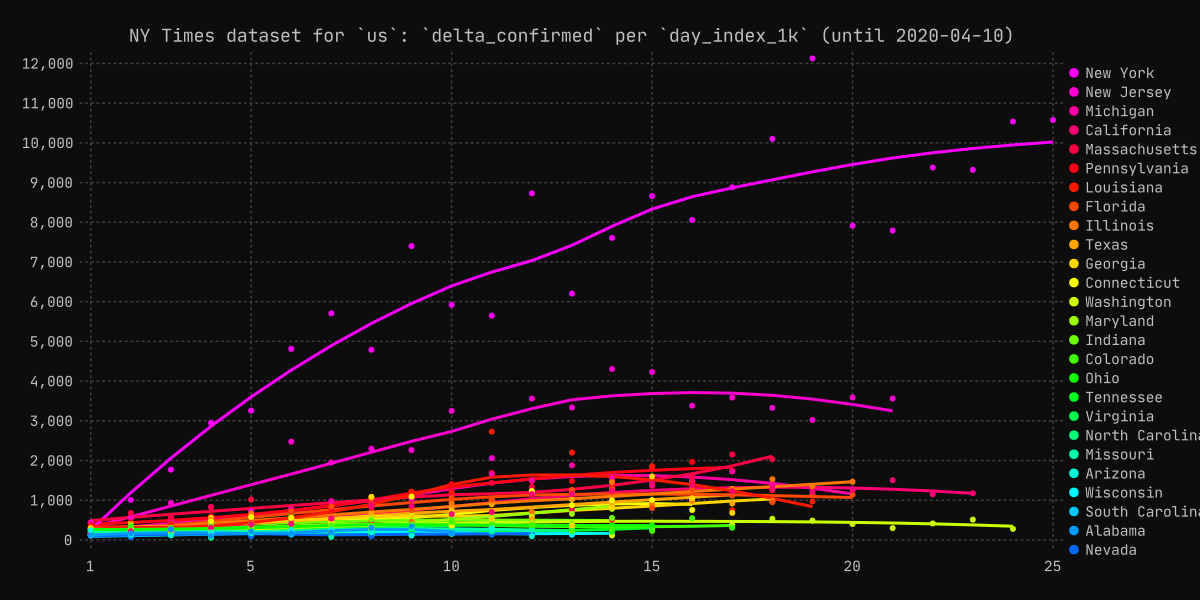 NY Times dataset for `us`: `delta_confirmed` per `day_index_1k` (until 2020-04-10)
12,000
11,000
10,000
9,000
8,000
7,000
6,000
5,000
4,000
3,000
2,000
1,000
0
1
5
10
15
20
25
New York
New Jersey
Michigan
California
Massachusetts
Pennsylvania
Louisiana
Florida
Illinois
Texas
Georgia
Connecticut
Washington
Maryland
Indiana
Colorado
Ohio
Tennessee
Virginia
North Carolina
Missouri
Arizona
Wisconsin
South Carolina
Alabama
Nevada